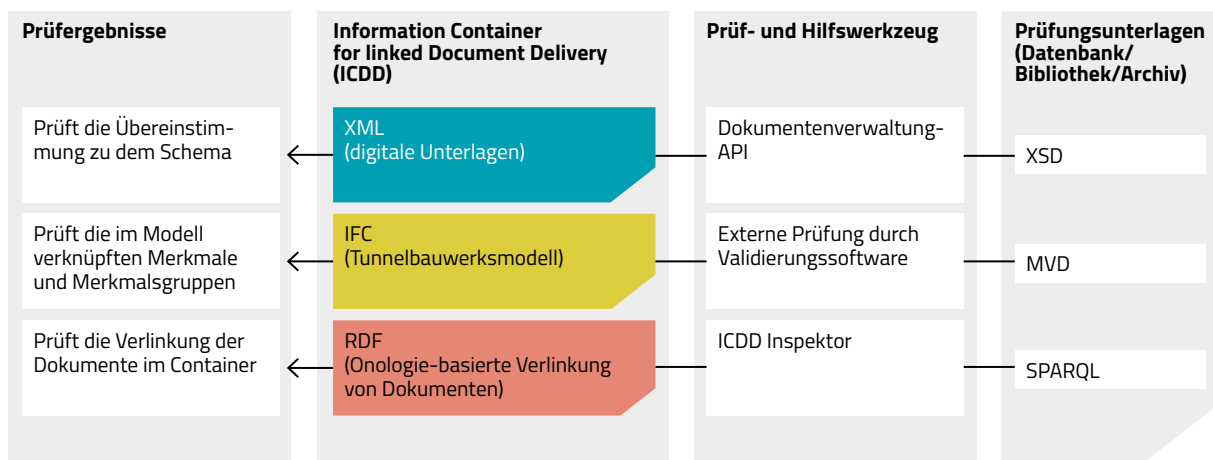 Prüfergebnisse
Information Container
for linked Document Delivery
(ICDD)
Prüf- und Hilfswerkzeug
Prüfungsunterlagen
(Datenbank/
Bibliothek/Archiv)
Prüft die Übereinstim-
mung zu dem Schema
XML
(digitale Unterlagen)
Dokumentenverwaltung-
API
XSD
Prüft die im Modell
verknüpften Merkmale
und Merkmalsgruppen
IFC
(Tunnelbauwerksmodell)
Externe Prüfung durch
Validierungssoftware
MVD
Prüft die Verlinkung der
Dokumente im Container
RDF
(Onologie-basierte Verlinkung
von Dokumenten)
ICDD Inspektor
SPARQL